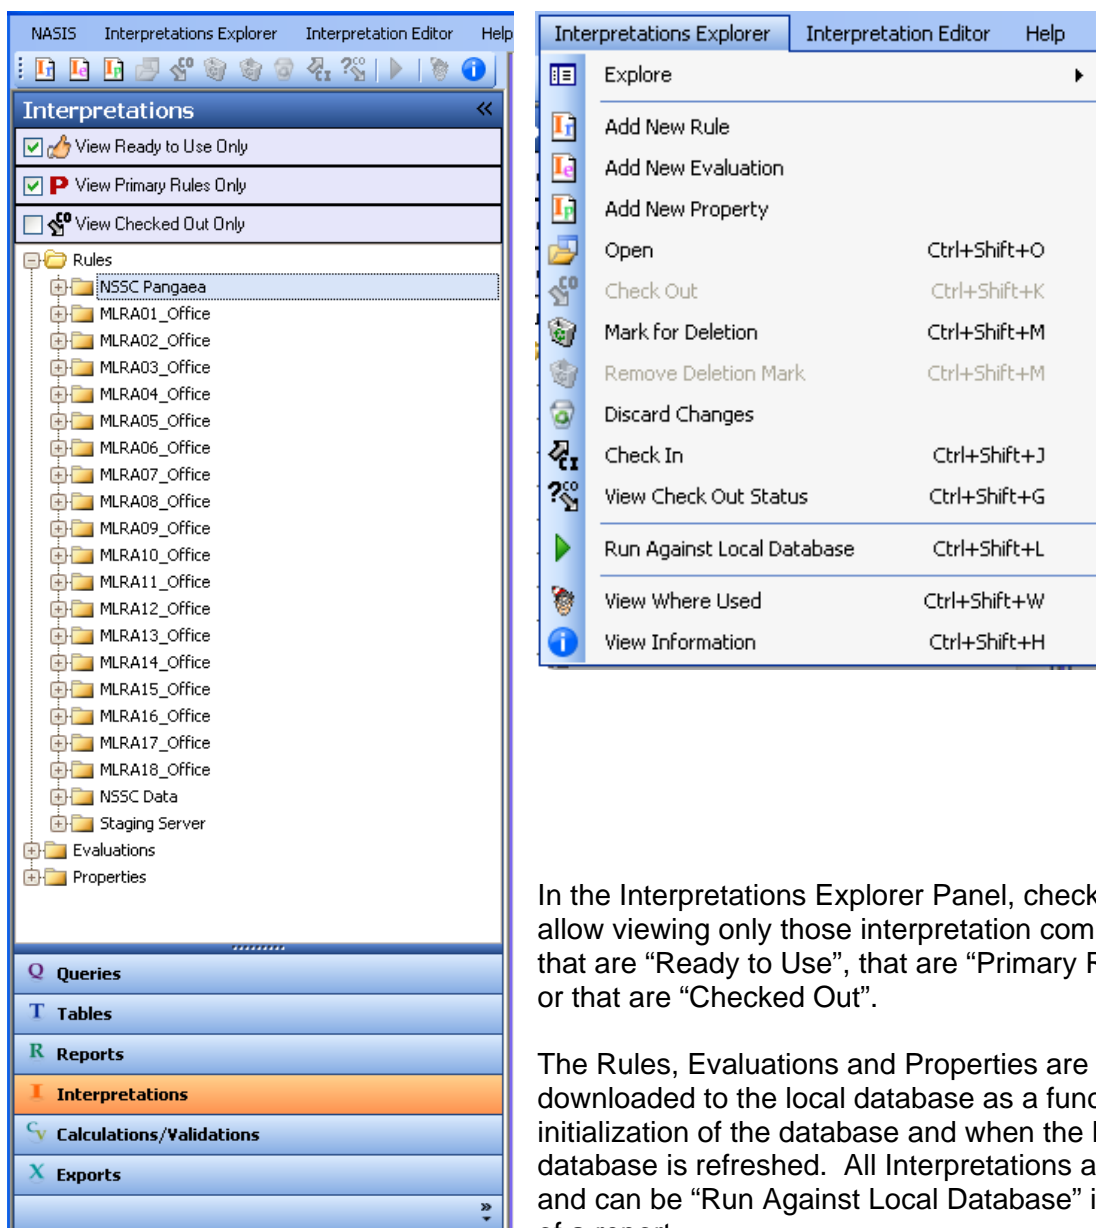 NASIS Interpretations Explorer Interpretation Editor Help
Interpretations
View Ready to Use Only
P View Primary Rules Only
CO View Checked Out Only
Rules
NSSC Pangaea
MLRA01_Office
MLRA02_Office
MLRA03_Office
MLRA04_Office
MLRA05_Office
MLRA06_Office
MLRA07_Office
MLRA08_Office
MLRA09_Office
MLRA10_Office
MLRA11_Office
MLRA12_Office
MLRA13_Office
MLRA14_Office
MLRA15_Office
MLRA16_Office
MLRA17_Office
MLRA18_Office
NSSC Data
Staging Server
Evaluations
Properties
Q Queries
T Tables
R Reports
I Interpretations
CV Calculations/Validations
X Exports
Interpretations Explorer Interpretation Editor Help
Explore
Add New Rule
Add New Evaluation
Add New Property
Open Ctrl+Shift+O
Check Out Ctrl+Shift+K
Mark for Deletion Ctrl+Shift+M
Remove Deletion Mark Ctrl+Shift+M
Discard Changes
Check In Ctrl+Shift+J
View Check Out Status Ctrl+Shift+G
Run Against Local Database Ctrl+Shift+L
View Where Used Ctrl+Shift+W
View Information Ctrl+Shift+H
In the Interpretations Explorer Panel, check
allow viewing only those interpretation com
that are “Ready to Use”, that are “Primary R
or that are “Checked Out”.
The Rules, Evaluations and Properties are
downloaded to the local database as a func
initialization of the database and when the
database is refreshed. All Interpretations a
and can be “Run Against Local Database” i